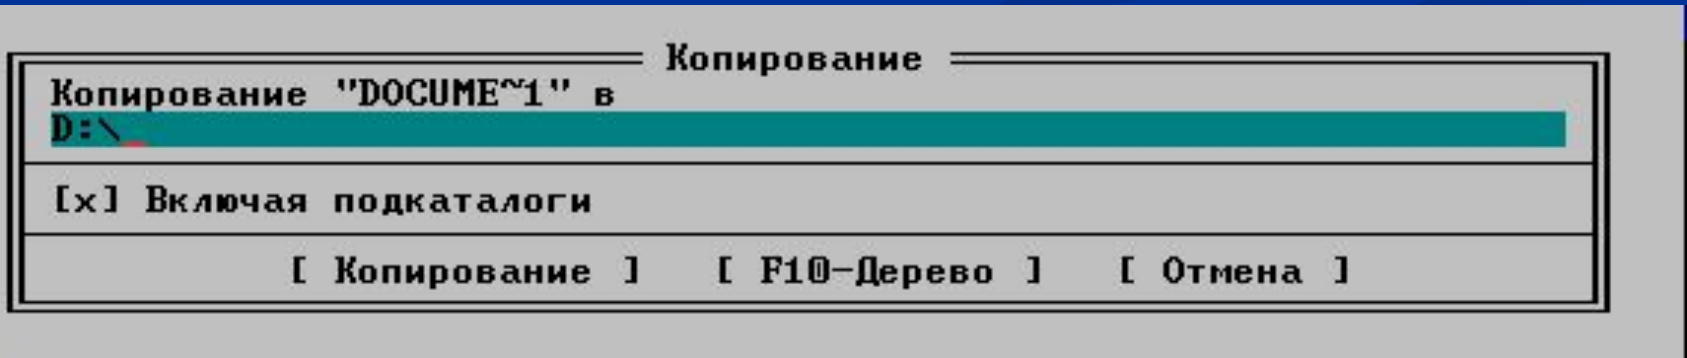 Копирование
Копирование "DOCUME~1" в
D:\_
[x] Включая подкаталоги
[ Копирование ] [ F10-Дерево ] [ Отмена ]